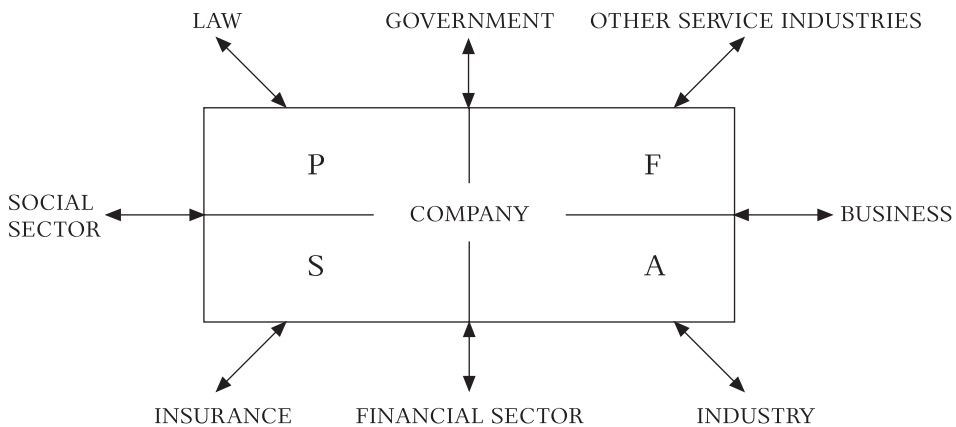 LAW
GOVERNMENT
OTHER SERVICE INDUSTRIES
P
F
SOCIAL
SECTOR
COMPANY
BUSINESS
S
A
INSURANCE
FINANCIAL SECTOR
INDUSTRY